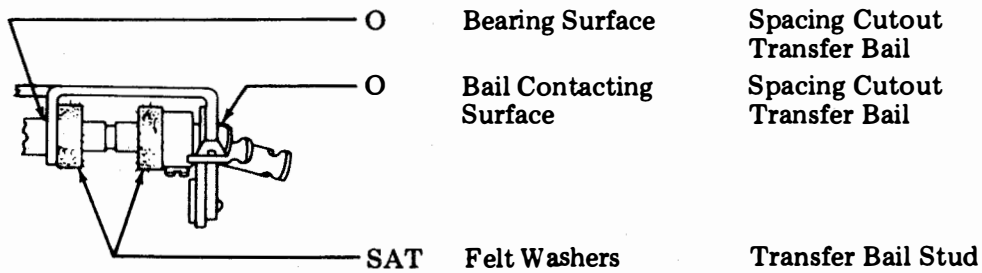 O Bearing Surface Spacing Cutout
Transfer Bail
O Bail Contacting Spacing Cutout
Surface Transfer Bail
SAT Felt Washers Transfer Bail Stud